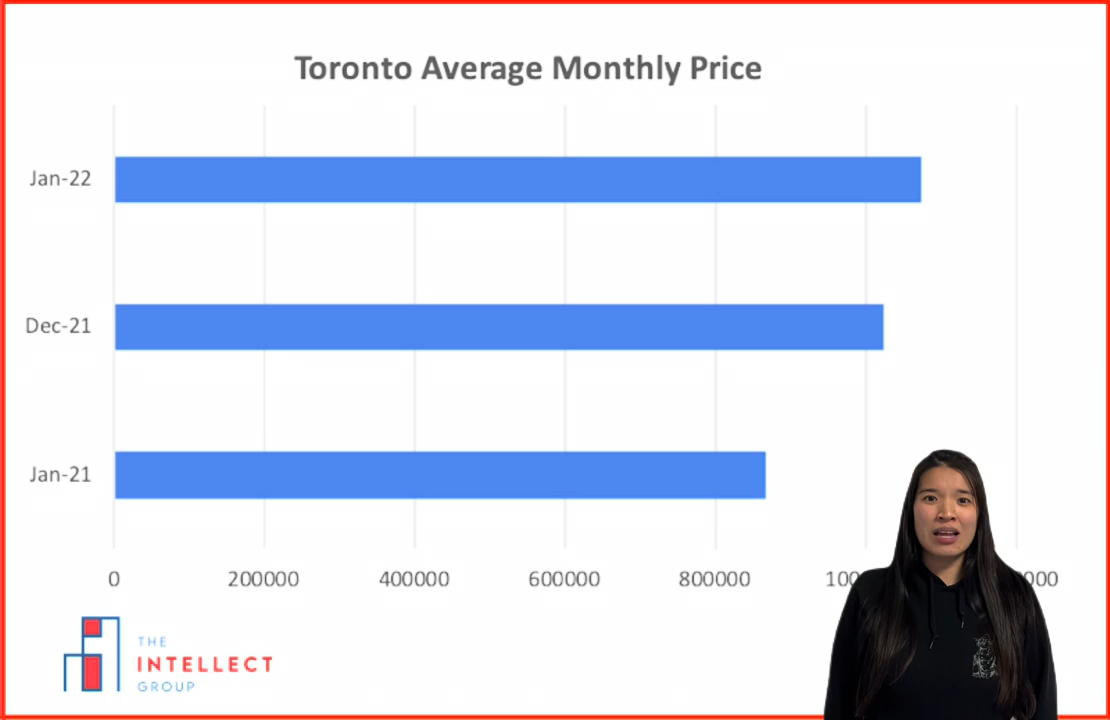 Toronto Average Monthly Price
Jan-22
Dec-21
Jan-21
0 200000 400000 600000 800000
THE
INTELLECT
GROUP